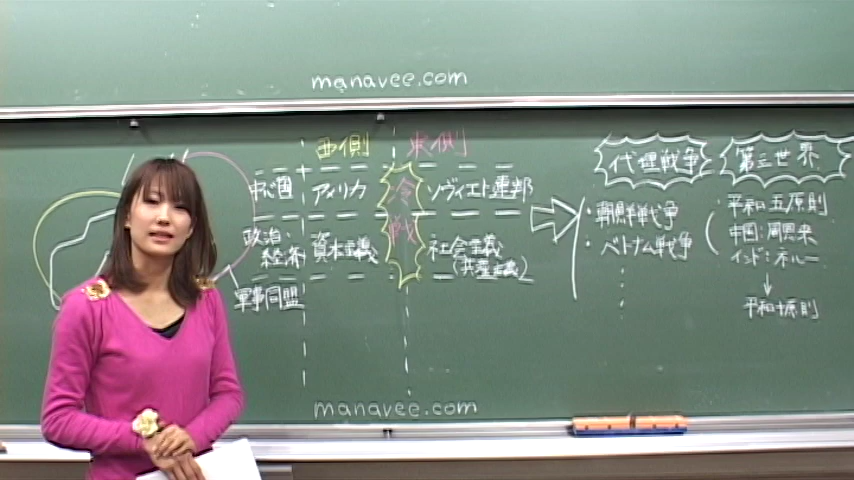 manavee.com
西側 東側
中心国 アメリカ 冷戦 ソヴィエト連邦
政治・経済 資本主義 社会主義
(共産主義)
軍事同盟
代理戦争
・朝鮮戦争
・ベトナム戦争
第三世界
・平和五原則
中国：周恩来
インド：ネルー
↓
平和十原則
manavee.com